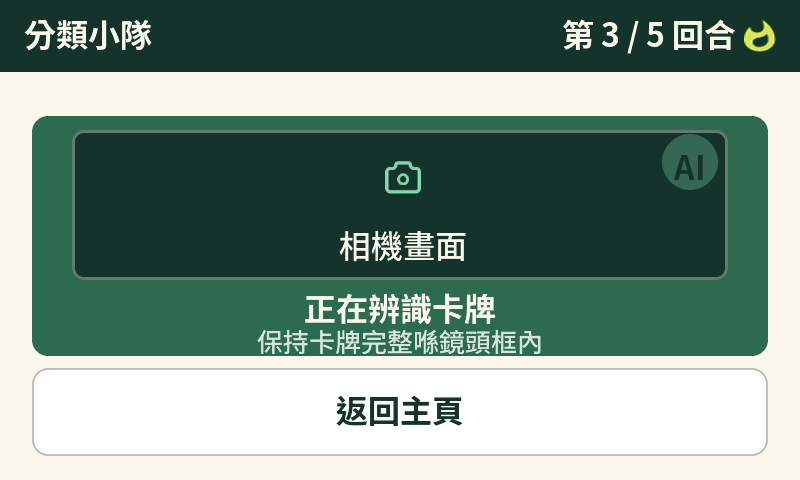 分類小隊
第 3 / 5 回合
AI
相機畫面
正在辨識卡牌
保持卡牌完整喺鏡頭框內
返回主頁